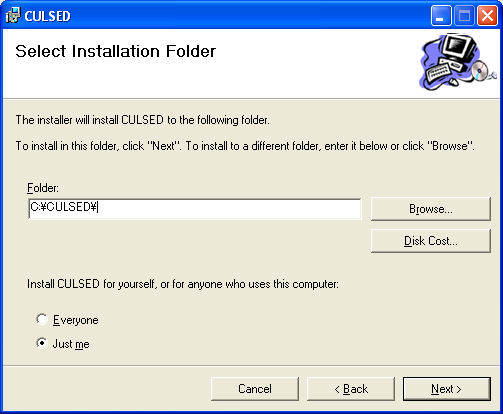 CULSED
Select Installation Folder
The installer will install CULSED to the following folder.
To install in this folder, click "Next". To install to a different folder, enter it below or click "Browse".
Folder:
C:¥CULSED¥
Browse...
Disk Cost...
Install CULSED for yourself, or for anyone who uses this computer:
Everyone
Just me
Cancel
< Back
Next >